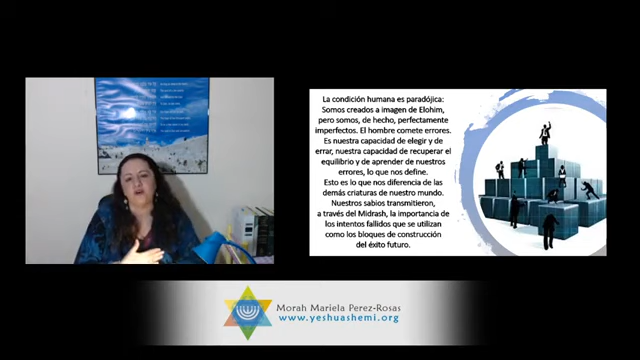 La condición humana es paradójica:
Somos creados a imagen de Elohim,
pero somos, de hecho, perfectamente
imperfectos. El hombre comete errores.
Es nuestra capacidad de elegir y de
errar, nuestra capacidad de recuperar el
equilibrio y de aprender de nuestros
errores, lo que nos define.
Esto es lo que nos diferencia de las
demás criaturas de nuestro mundo.
Nuestros sabios transmitieron,
a través del Midrash, la importancia de
los intentos fallidos que se utilizan
como los bloques de construcción
del éxito futuro.
Morah Mariela Perez-Rosas
www.yeshuashemi.org